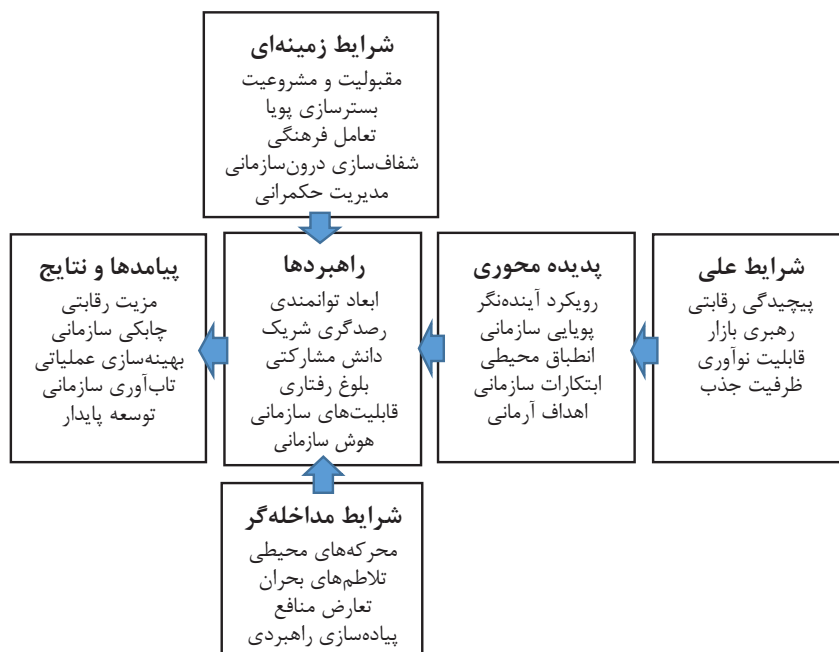 شرایط زمینه‌ای
مقبولیت و مشروعیت
بسترسازی پویا
تعامل فرهنگی
شفاف‌سازی درون‌سازمانی
مدیریت حکمرانی
شرایط علی
پیچیدگی رقابتی
رهبری بازار
قابلیت نوآوری
ظرفیت جذب
پدیده محوری
رویکرد آینده‌نگر
پویایی سازمانی
انطباق محیطی
ابتکارات سازمانی
اهداف آرمانی
راهبردها
ابعاد توانمندی
رصدگری شریک
دانش مشارکتی
بلوغ رفتاری
قابلیت‌های سازمانی
هوش سازمانی
پیامدها و نتایج
مزیت رقابتی
چابکی سازمانی
بهینه‌سازی عملیاتی
تاب‌آوری سازمانی
توسعه پایدار
شرایط مداخله‌گر
محرکه‌های محیطی
تلاطم‌های بحران
تعارض منافع
پیاده‌سازی راهبردی